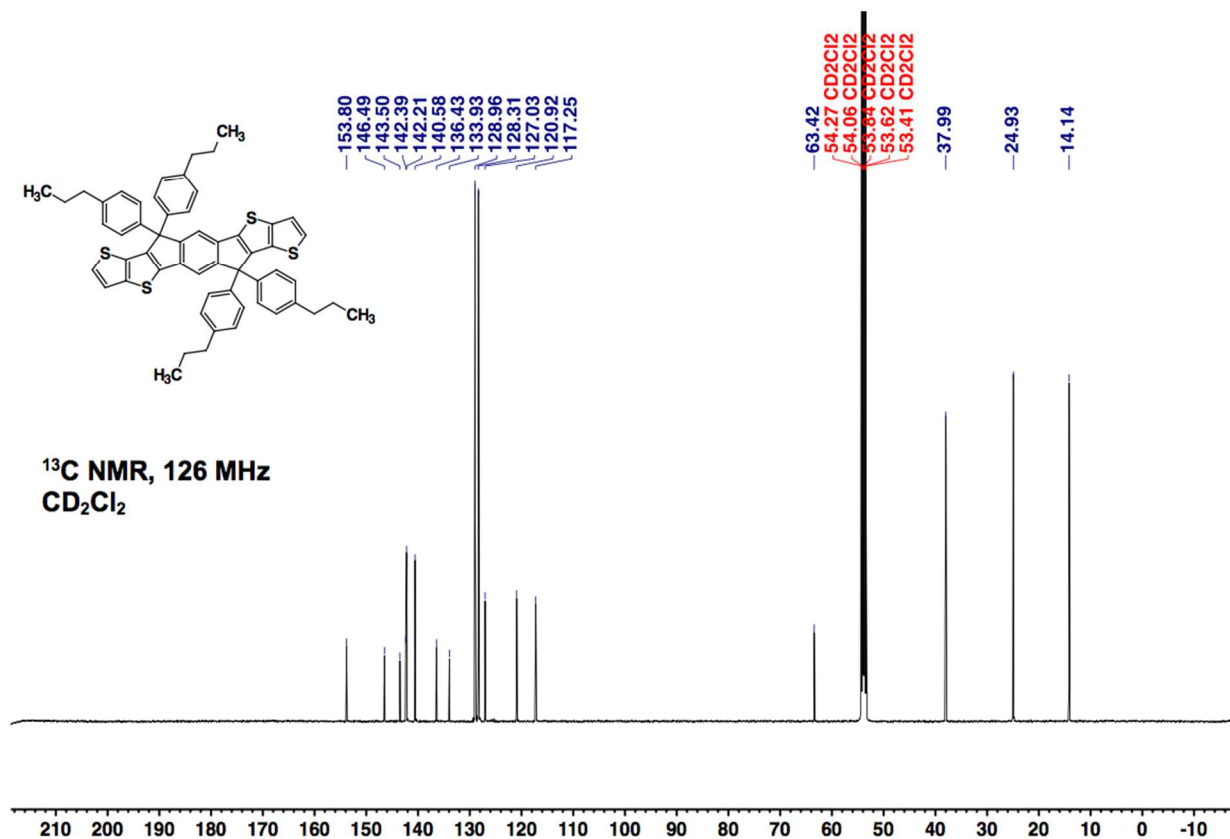 153.80
146.49
143.50
142.39
142.21
140.58
136.43
133.93
128.96
128.31
127.03
120.92
117.25
63.42
54.27 CD2Cl2
54.06 CD2Cl2
53.84 CD2Cl2
53.62 CD2Cl2
53.41 CD2Cl2
37.99
24.93
14.14
CH₃
H₃C
S
S
S
S
CH₃
H₃C
¹³C NMR, 126 MHz
CD₂Cl₂
210 200 190 180 170 160 150 140 130 120 110 100 90 80 70 60 50 40 30 20 10 0 -10